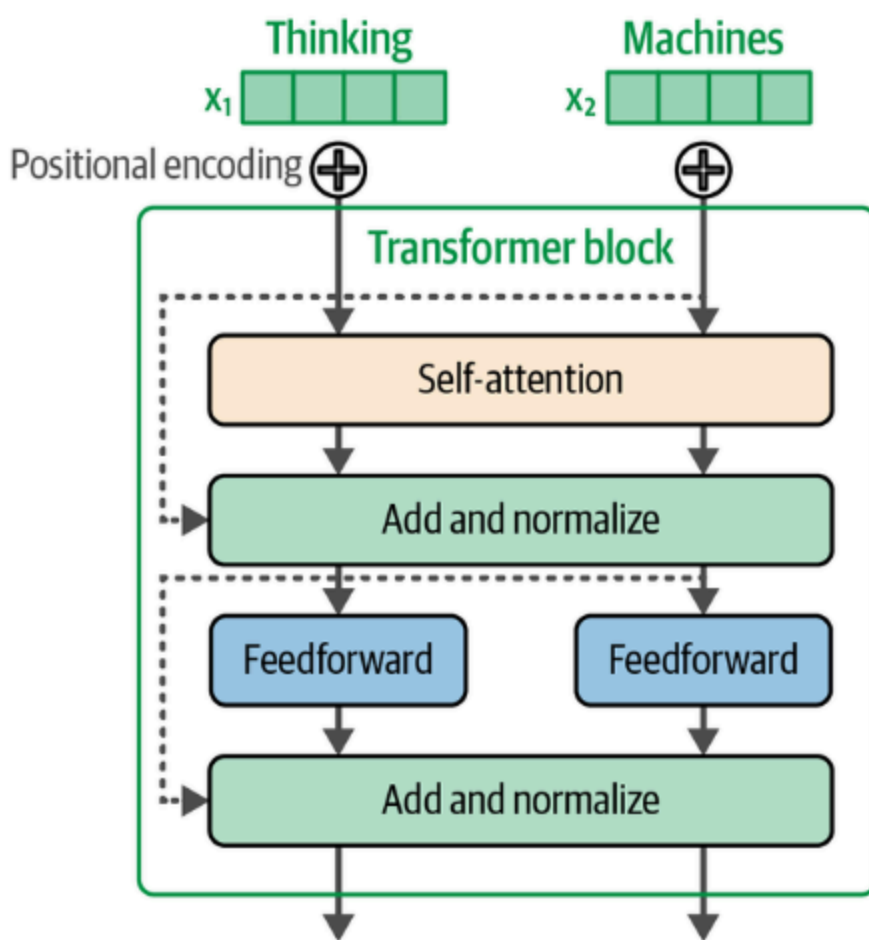 Thinking Machines
x₁ x₂
Positional encoding
Transformer block
Self-attention
Add and normalize
Feedforward Feedforward
Add and normalize